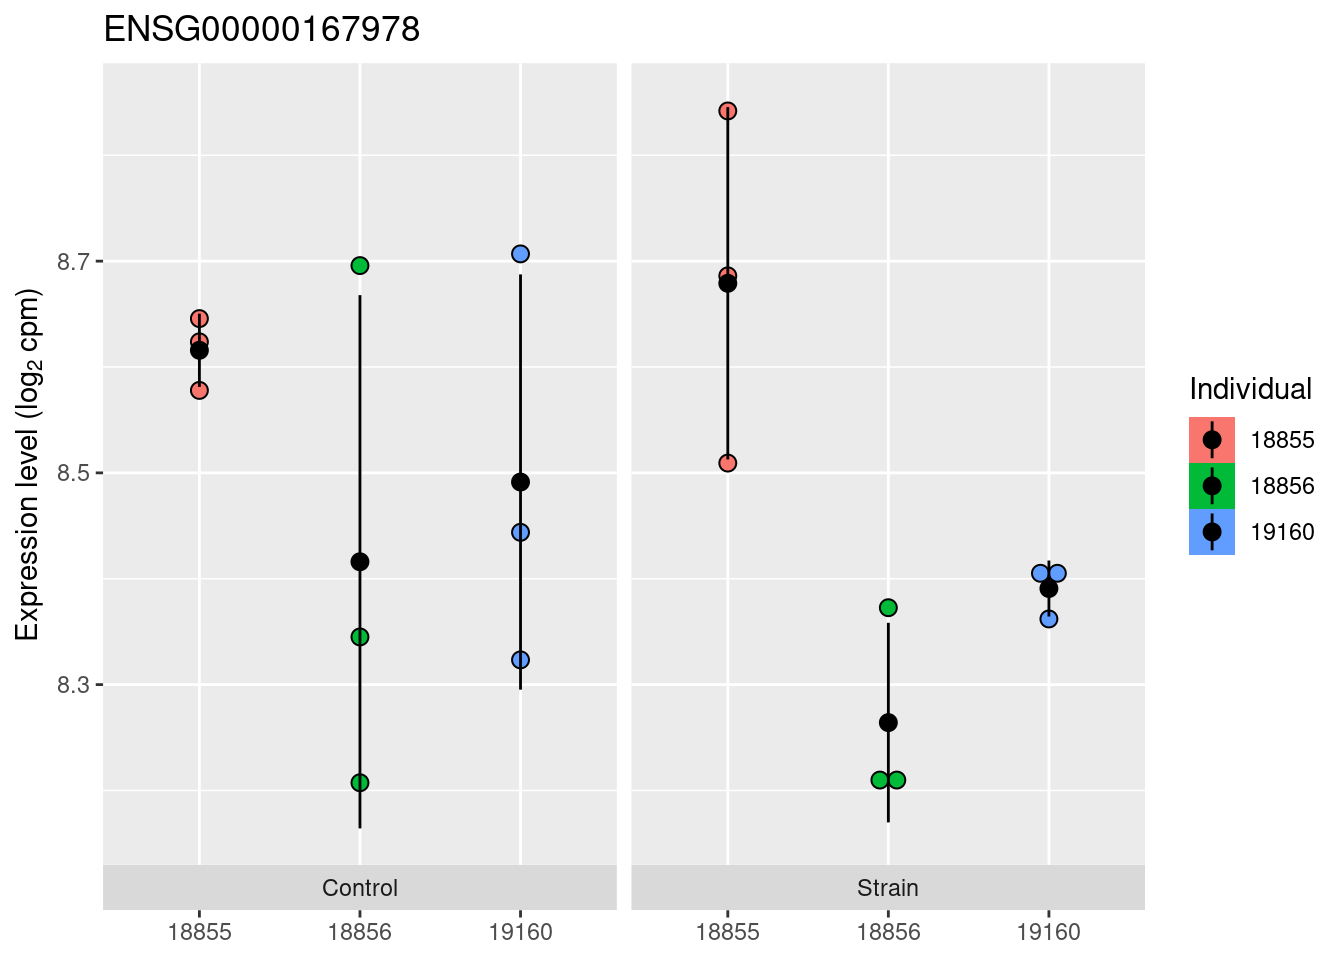 ENSG00000167978
Expression level (log₂ cpm)
8.7
8.5
8.3
Control
Strain
18855 18856 19160
18855 18856 19160
Individual
18855
18856
19160